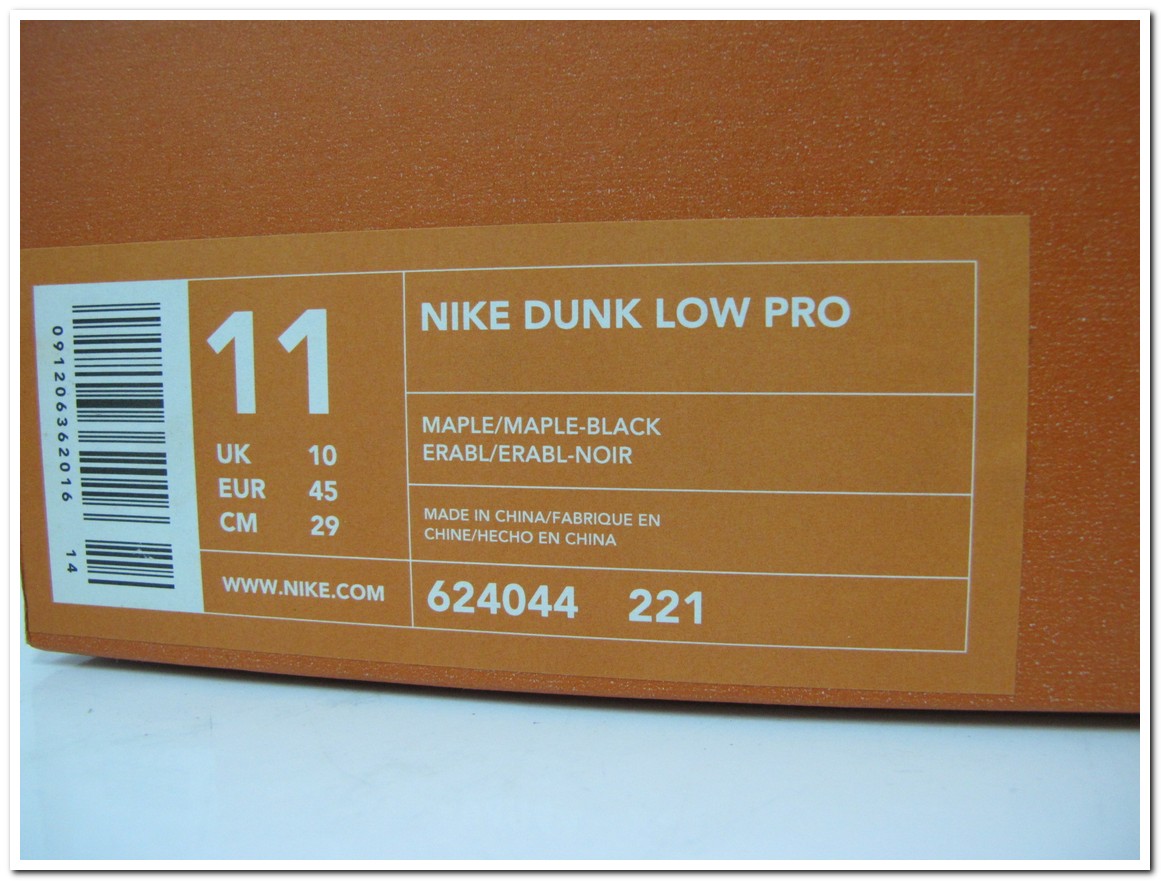 091206362016
14
11
UK 10
EUR 45
CM 29
WWW.NIKE.COM
NIKE DUNK LOW PRO
MAPLE/MAPLE-BLACK
ERABL/ERABL-NOIR
MADE IN CHINA/FABRIQUE EN
CHINE/HECHO EN CHINA
624044 221